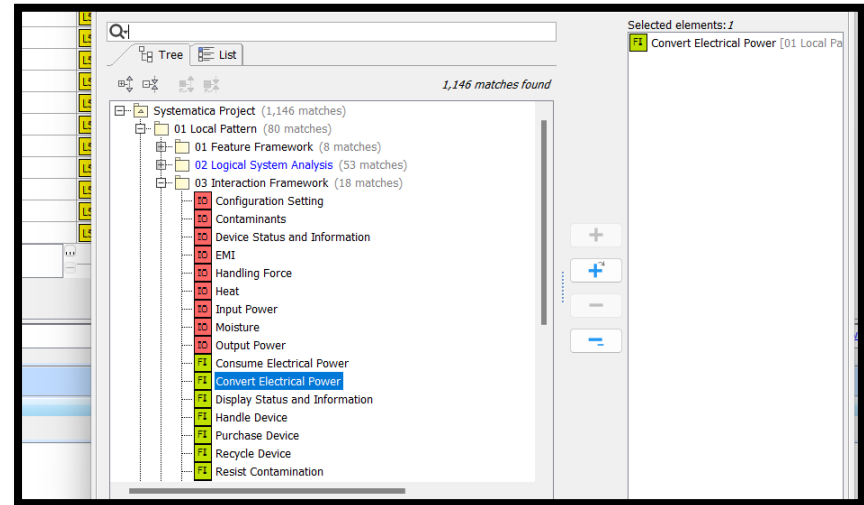 Selected elements: 1
FI Convert Electrical Power [01 Local Pa
Tree
List
1,146 matches found
Systematica Project (1,146 matches)
01 Local Pattern (80 matches)
01 Feature Framework (8 matches)
02 Logical System Analysis (53 matches)
03 Interaction Framework (18 matches)
IO Configuration Setting
IO Contaminants
IO Device Status and Information
IO EMI
IO Handling Force
IO Heat
IO Input Power
IO Moisture
IO Output Power
FI Consume Electrical Power
FI Convert Electrical Power
FI Display Status and Information
FI Handle Device
FI Purchase Device
FI Recycle Device
FI Resist Contamination